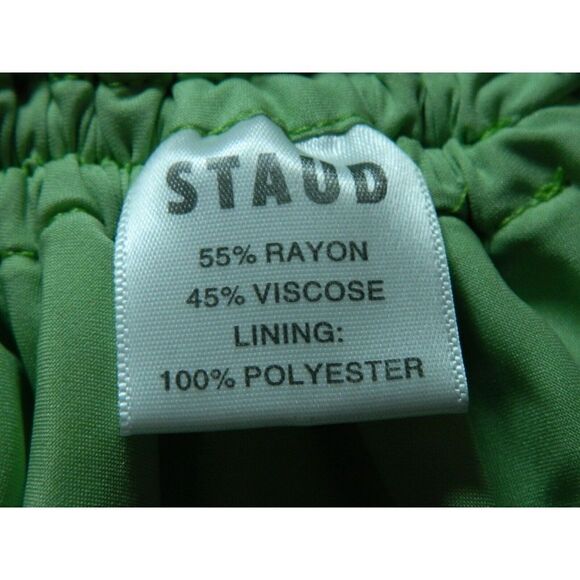 STAUD
55% RAYON
45% VISCOSE
LINING:
100% POLYESTER